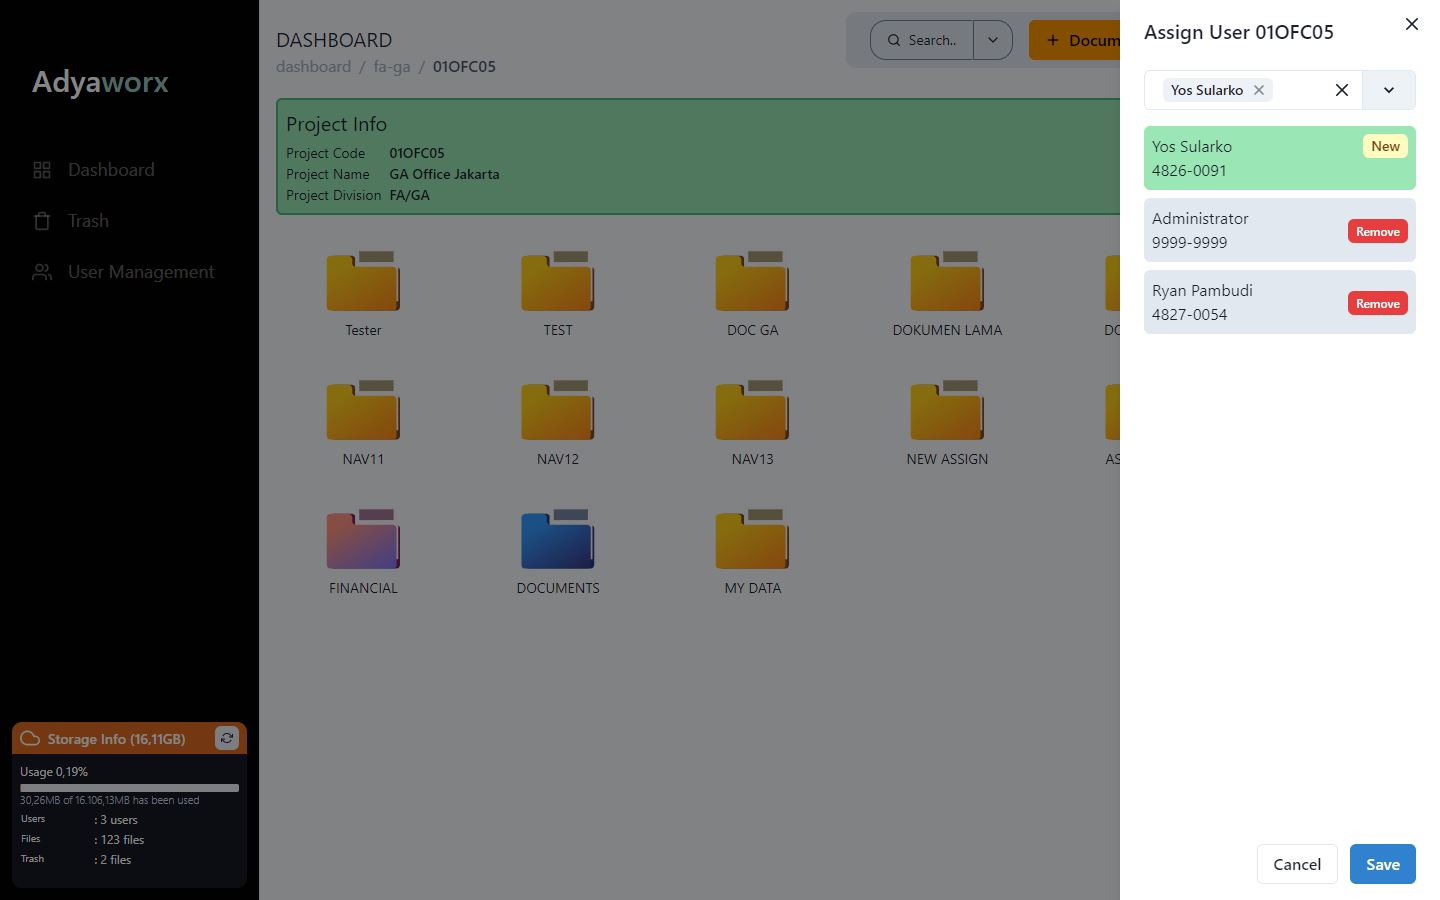 Adyaworx
Dashboard
Trash
User Management
Storage Info (16,11GB)
Usage 0,19%
30,26MB of 16.106,13MB has been used
Users : 3 users
Files : 123 files
Trash : 2 files
DASHBOARD
dashboard / fa-ga / 01OFC05
Search..
+ Docum
Project Info
Project Code 01OFC05
Project Name GA Office Jakarta
Project Division FA/GA
Tester
TEST
DOC GA
DOKUMEN LAMA
DO
NAV11
NAV12
NAV13
NEW ASSIGN
AS
FINANCIAL
DOCUMENTS
MY DATA
Assign User 01OFC05
Yos Sularko
Yos Sularko
New
4826-0091
Administrator
9999-9999
Remove
Ryan Pambudi
4827-0054
Remove
Cancel
Save